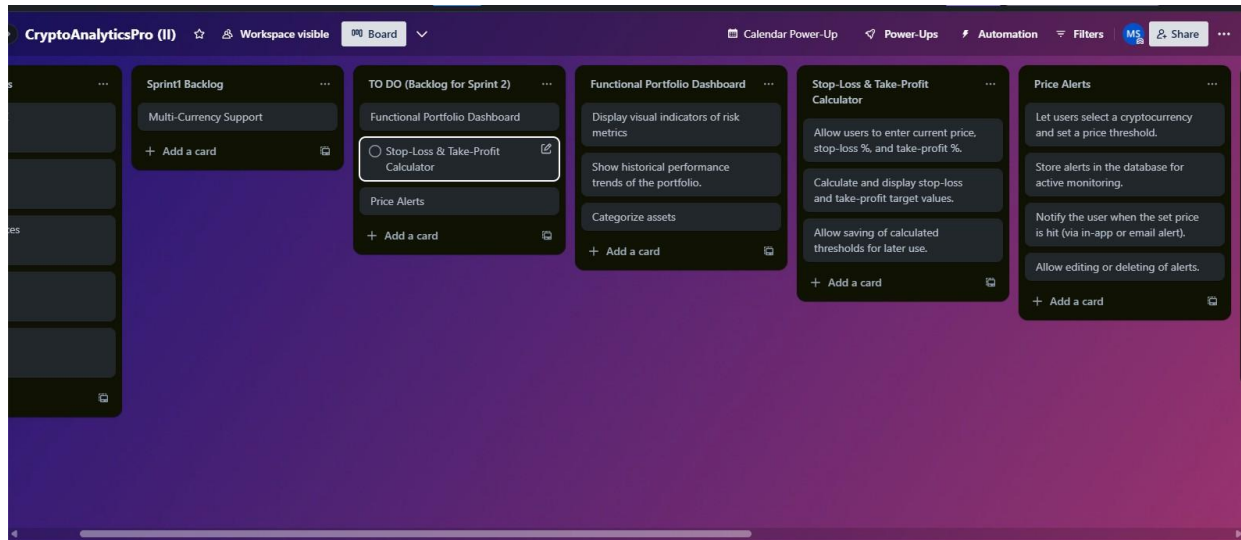 CryptoAnalyticsPro (II)
Workspace visible
Board
Calendar Power-Up
Power-Ups
Automation
Filters
MS
Share
s
es
Sprint1 Backlog
Multi-Currency Support
+ Add a card
TO DO (Backlog for Sprint 2)
Functional Portfolio Dashboard
Stop-Loss & Take-Profit
Calculator
Price Alerts
+ Add a card
Functional Portfolio Dashboard
Display visual indicators of risk
metrics
Show historical performance
trends of the portfolio.
Categorize assets
+ Add a card
Stop-Loss & Take-Profit
Calculator
Allow users to enter current price,
stop-loss %, and take-profit %.
Calculate and display stop-loss
and take-profit target values.
Allow saving of calculated
thresholds for later use.
+ Add a card
Price Alerts
Let users select a cryptocurrency
and set a price threshold.
Store alerts in the database for
active monitoring.
Notify the user when the set price
is hit (via in-app or email alert).
Allow editing or deleting of alerts.
+ Add a card